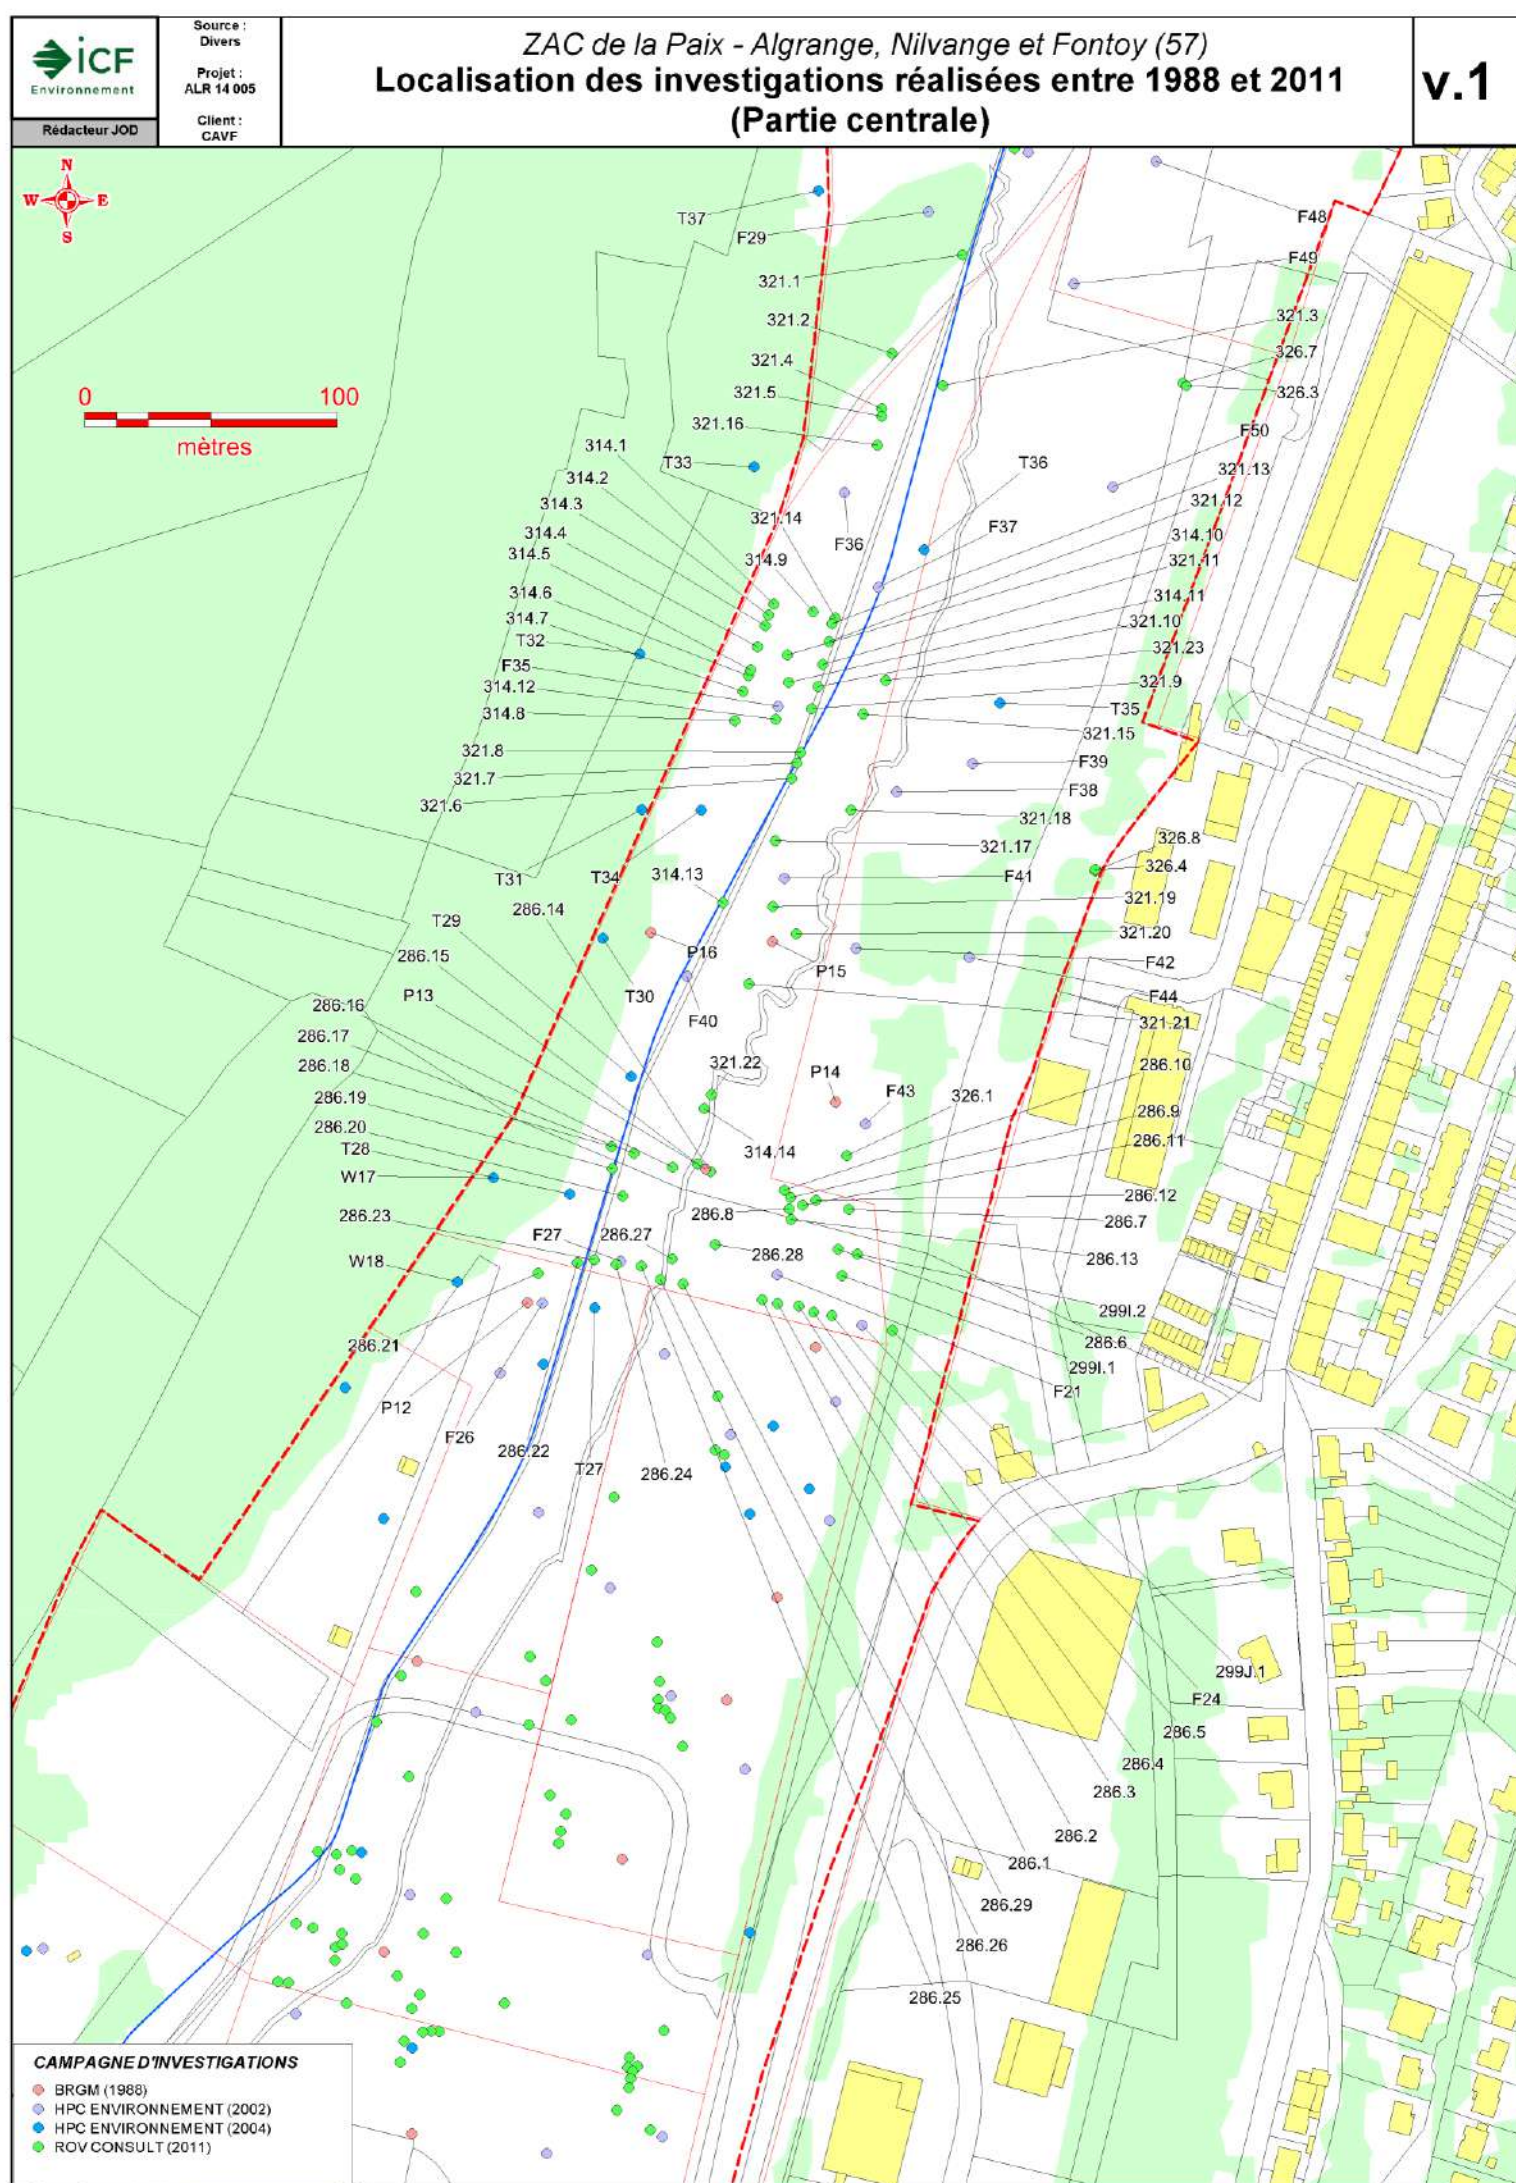 iCF
Environnement
Rédacteur JOD
Source :
Divers
Projet :
ALR 14 005
Client :
CAVF
ZAC de la Paix - Algrange, Nilvange et Fontoy (57)
Localisation des investigations réalisées entre 1988 et 2011
(Partie centrale)
v.1
N
W E
S
0 100
mètres
T37
F29
321.1
321.2
321.4
321.5
321.16
314.1
T33
314.2
314.3
321.14
314.4
314.5
314.9
F36
314.6
314.7
T32
F35
314.12
314.8
321.8
321.7
321.6
F48
F49
321.3
326.7
326.3
F50
T36
321.13
321.12
F37
314.10
321.11
314.11
321.10
321.23
321.9
T35
321.15
F39
F38
321.18
326.8
321.17
326.4
F41
321.19
321.20
T31
T34
314.13
286.14
T29
286.15
P16
P15
F42
P13
T30
F44
286.16
F40
321.21
286.17
321.22
286.10
286.18
P14
F43
326.1
286.19
286.9
286.20
286.11
T28
314.14
W17
286.12
286.23
286.8
286.7
F27
286.27
286.28
286.13
W18
299I.2
286.21
286.6
299I.1
P12
F21
F26
286.22
T27
286.24
299J.1
F24
286.5
286.4
286.3
286.2
286.1
286.29
286.26
286.25
CAMPAGNE D'INVESTIGATIONS
BRGM (1988)
HPC ENVIRONNEMENT (2002)
HPC ENVIRONNEMENT (2004)
ROV CONSULT (2011)